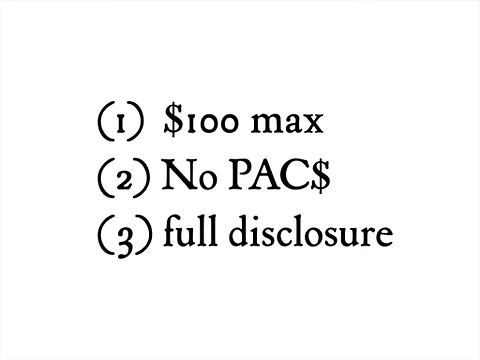 (1) $100 max
(2) No PAC$
(3) full disclosure